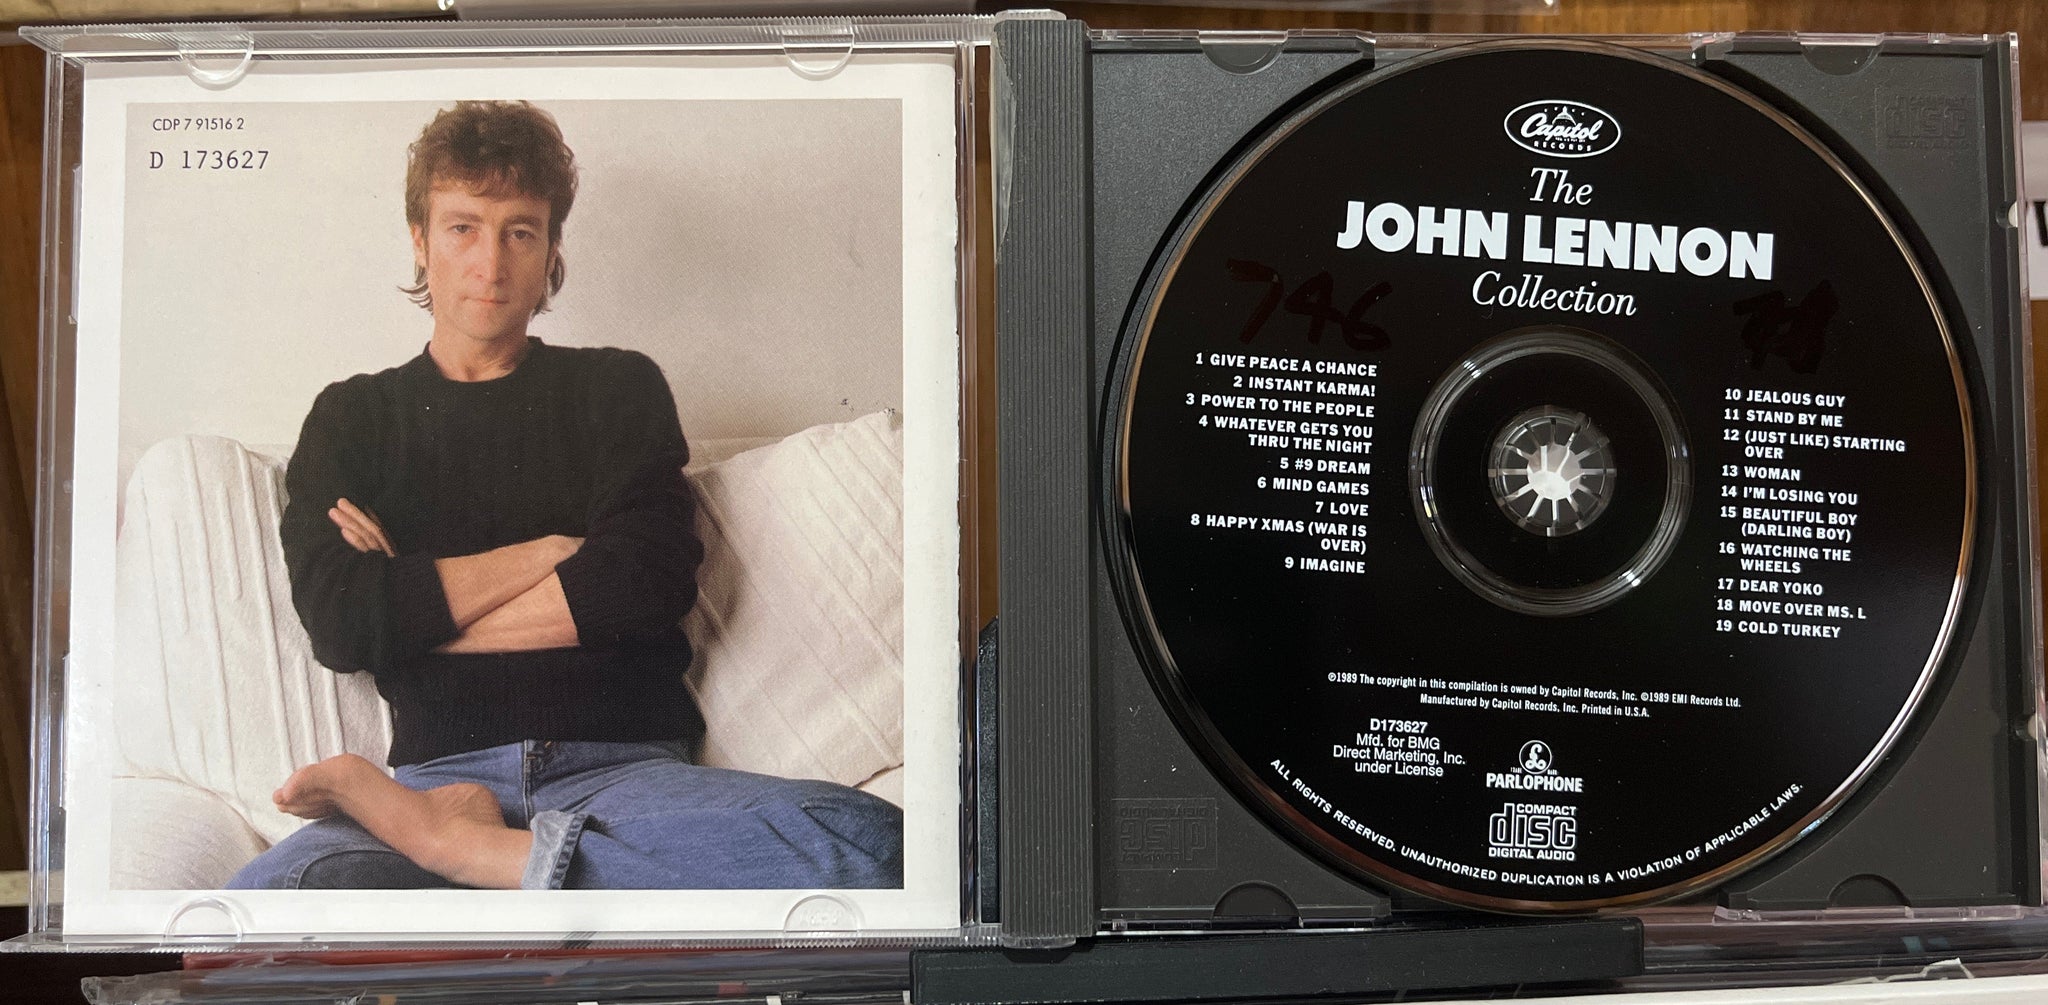 CDP 7 91516 2
D 173627
Capitol
RECORDS
The
JOHN LENNON
Collection
746
1 GIVE PEACE A CHANCE
2 INSTANT KARMA!
3 POWER TO THE PEOPLE
4 WHATEVER GETS YOU
THRU THE NIGHT
5 #9 DREAM
6 MIND GAMES
7 LOVE
8 HAPPY XMAS (WAR IS
OVER)
9 IMAGINE
10 JEALOUS GUY
11 STAND BY ME
12 (JUST LIKE) STARTING
OVER
13 WOMAN
14 I'M LOSING YOU
15 BEAUTIFUL BOY
(DARLING BOY)
16 WATCHING THE
WHEELS
17 DEAR YOKO
18 MOVE OVER MS. L
19 COLD TURKEY
℗1989 The copyright in this compilation is owned by Capitol Records, Inc. ©1989 EMI Records Ltd.
Manufactured by Capitol Records, Inc. Printed in U.S.A.
D173627
Mfd. for BMG
Direct Marketing, Inc.
under License
£
TRADE MARK
PARLOPHONE
COMPACT
disc
DIGITAL AUDIO
ALL RIGHTS RESERVED. UNAUTHORIZED DUPLICATION IS A VIOLATION OF APPLICABLE LAWS.